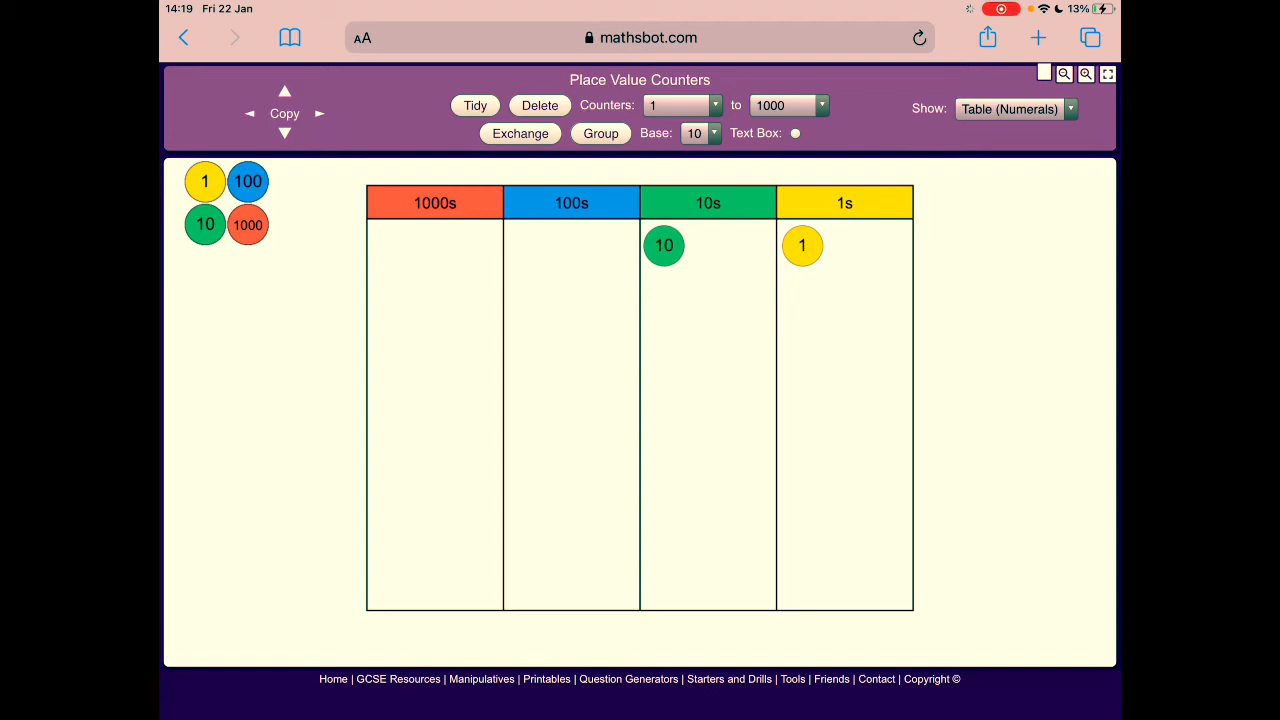 14:19 Fri 22 Jan 13%
AA mathsbot.com
Place Value Counters
Copy
Tidy Delete Counters: 1 to 1000
Exchange Group Base: 10 Text Box:
Show: Table (Numerals)
1 100
10 1000
1000s 100s 10s 1s
10 1
Home | GCSE Resources | Manipulatives | Printables | Question Generators | Starters and Drills | Tools | Friends | Contact | Copyright ©